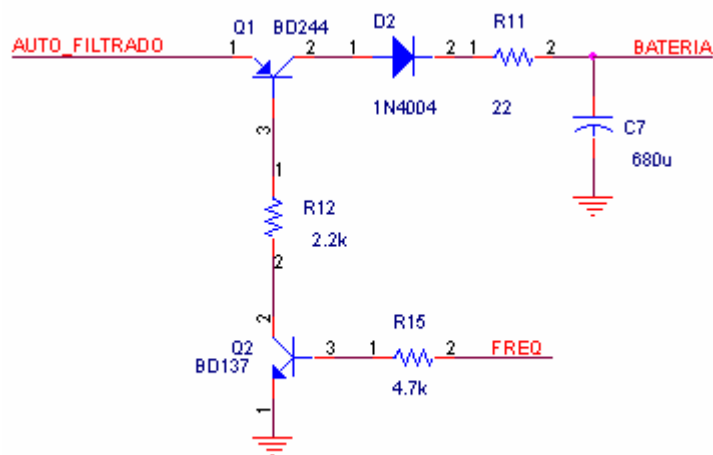 Q1 BD244 D2 R11
AUTO_FILTRADO 1 2 1 2 1 2 BATERIA
1N4004 22 C7
680u
3
1
R12
2.2k
2
2 R15
Q2 3 1 2 FREQ
BD137
4.7k
1